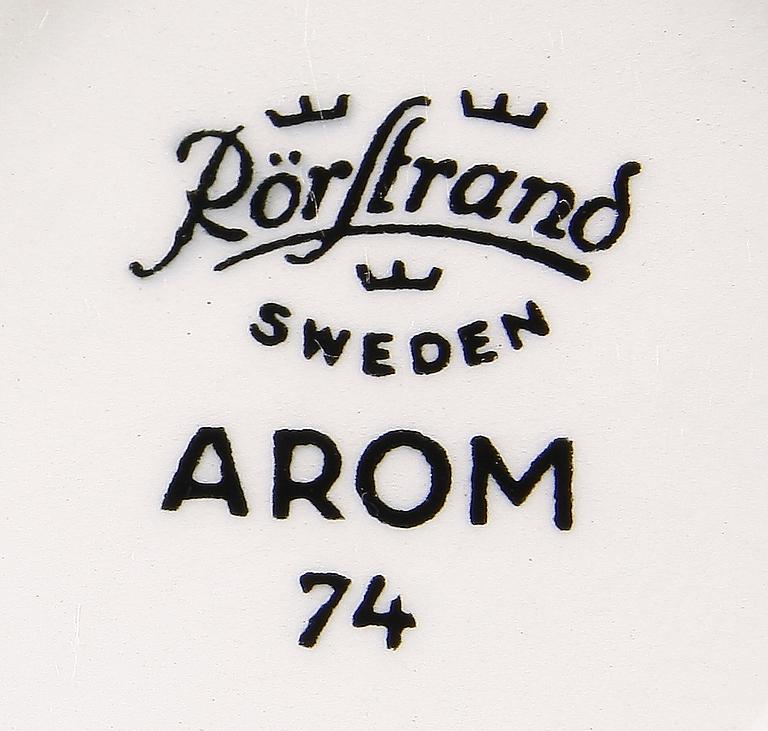 Rörstrand
SWEDEN
AROM
74